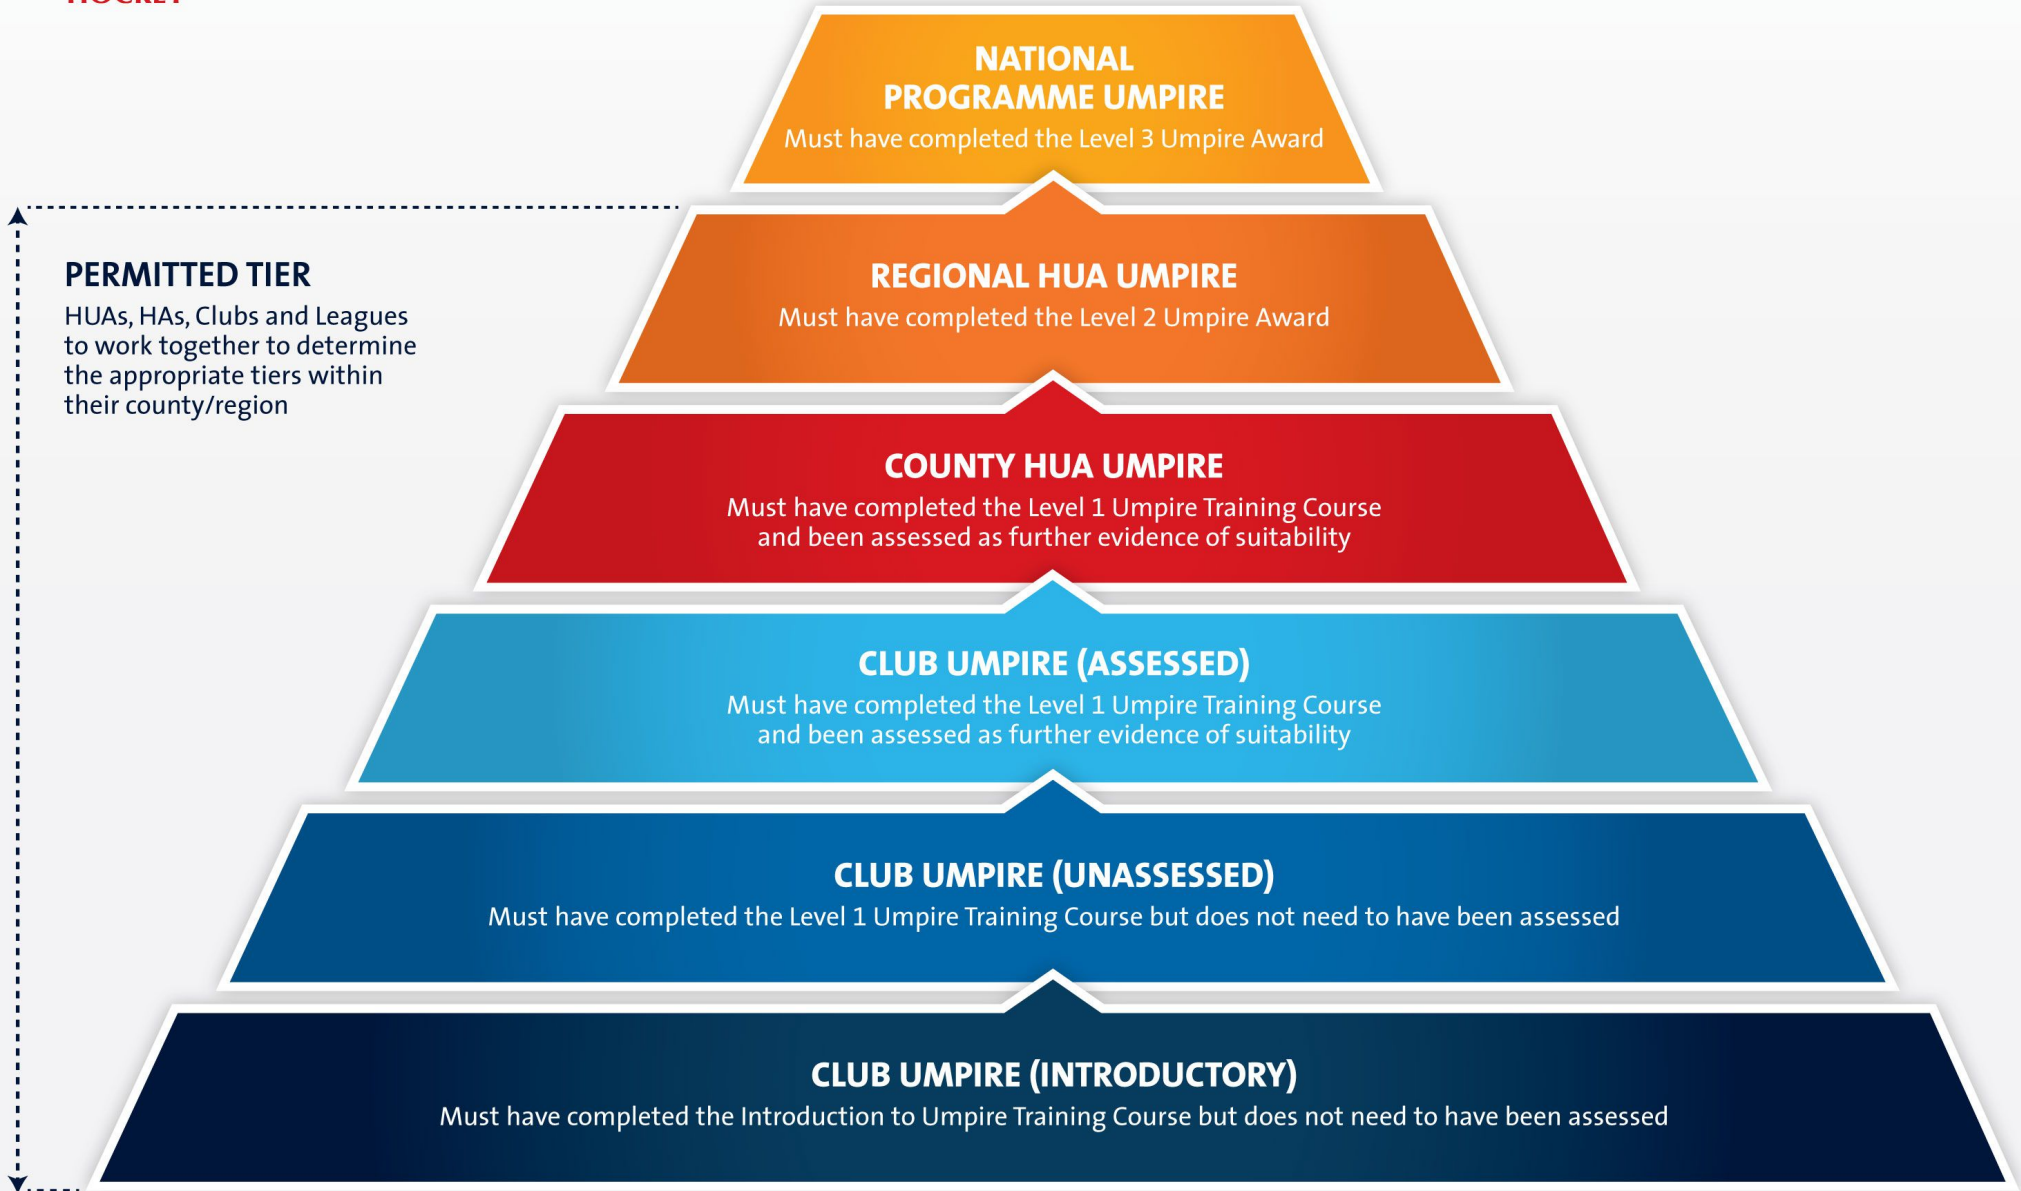 NATIONAL
PROGRAMME UMPIRE
Must have completed the Level 3 Umpire Award
PERMITTED TIER
HUAs, HAs, Clubs and Leagues
to work together to determine
the appropriate tiers within
their county/region
REGIONAL HUA UMPIRE
Must have completed the Level 2 Umpire Award
COUNTY HUA UMPIRE
Must have completed the Level 1 Umpire Training Course
and been assessed as further evidence of suitability
CLUB UMPIRE (ASSESSED)
Must have completed the Level 1 Umpire Training Course
and been assessed as further evidence of suitability
CLUB UMPIRE (UNASSESSED)
Must have completed the Level 1 Umpire Training Course but does not need to have been assessed
CLUB UMPIRE (INTRODUCTORY)
Must have completed the Introduction to Umpire Training Course but does not need to have been assessed